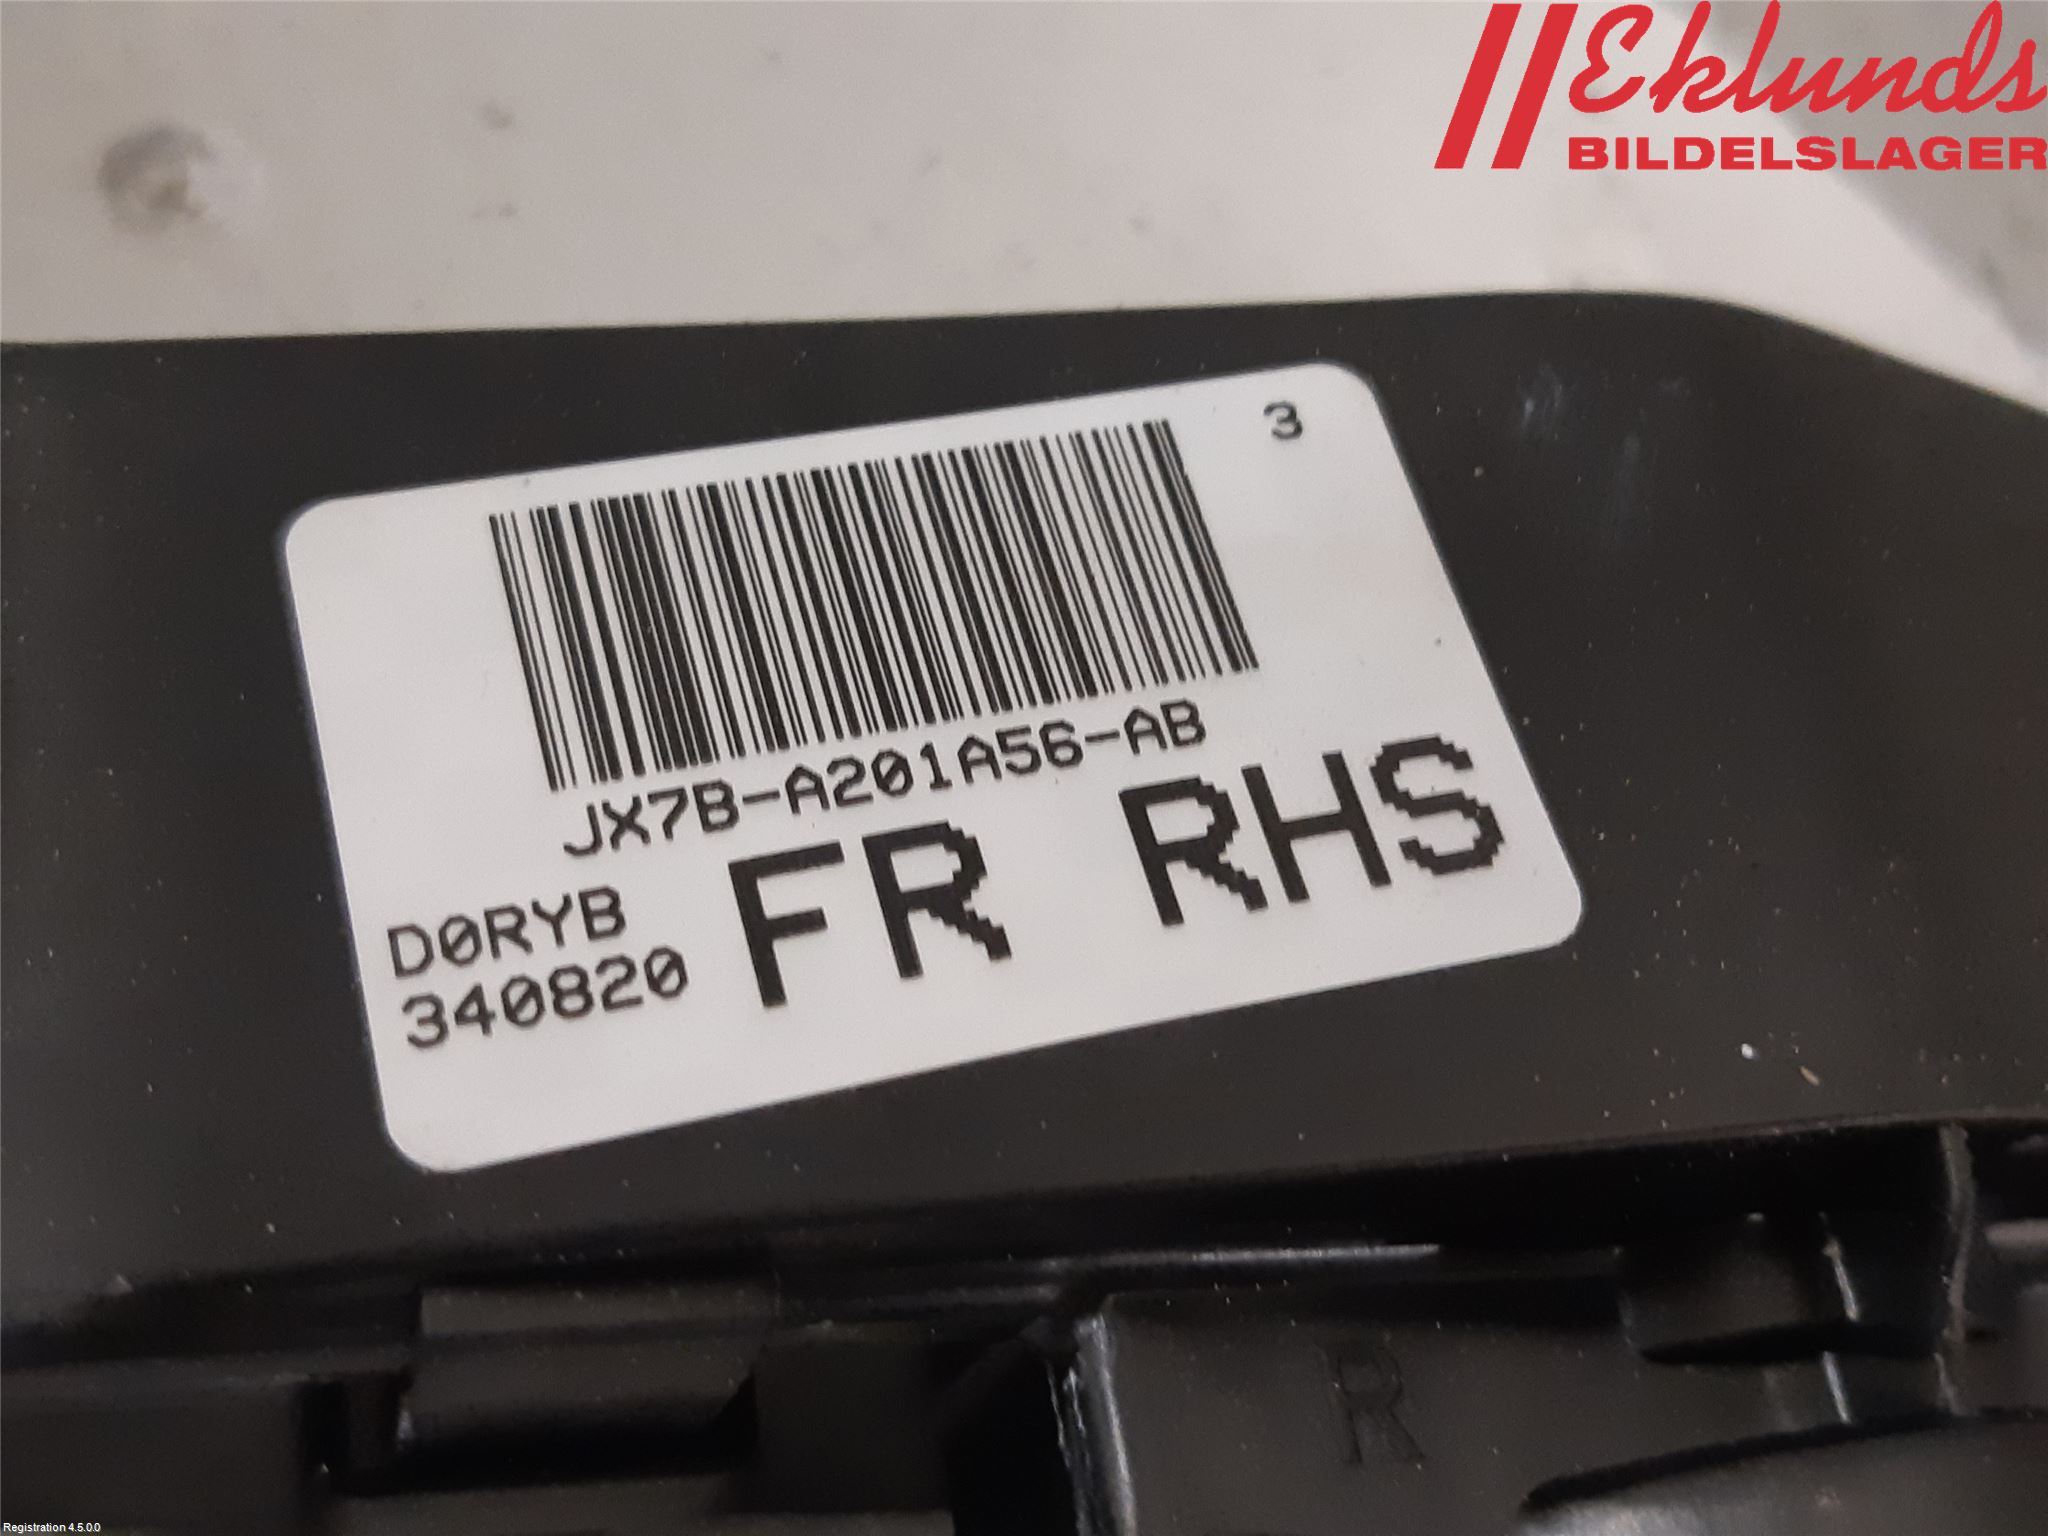 Eklunds
BILDELSLAGER
3
JX7B-A201A56-AB
FR RHS
D0RYB
340820
R
Registration 4.5.0.0